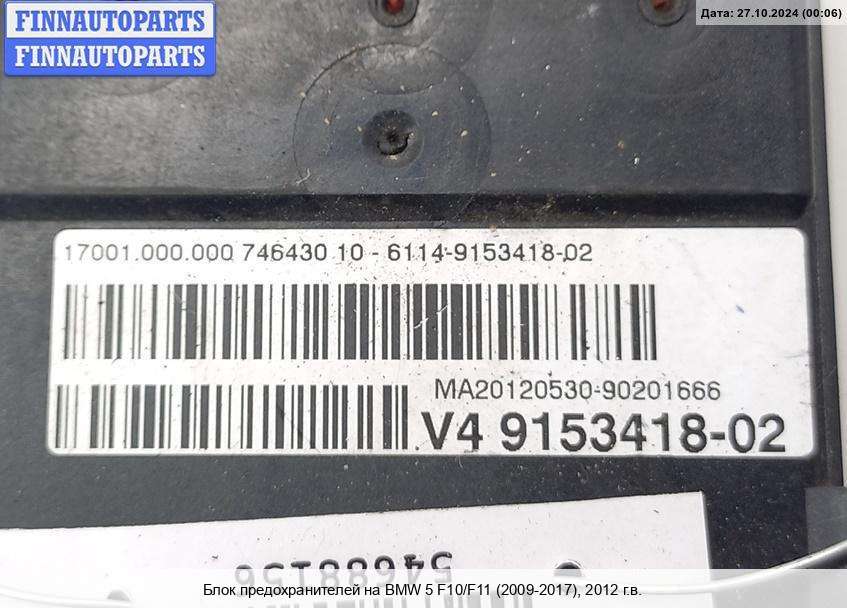 FINNAUTOPARTS
FINNAUTOPARTS
Дата: 27.10.2024 (00:06)
17001.000.000 746430 10 - 6114-9153418-02
MA20120530-90201666
V4 9153418-02
54688156
Блок предохранителей на BMW 5 F10/F11 (2009-2017), 2012 г.в.